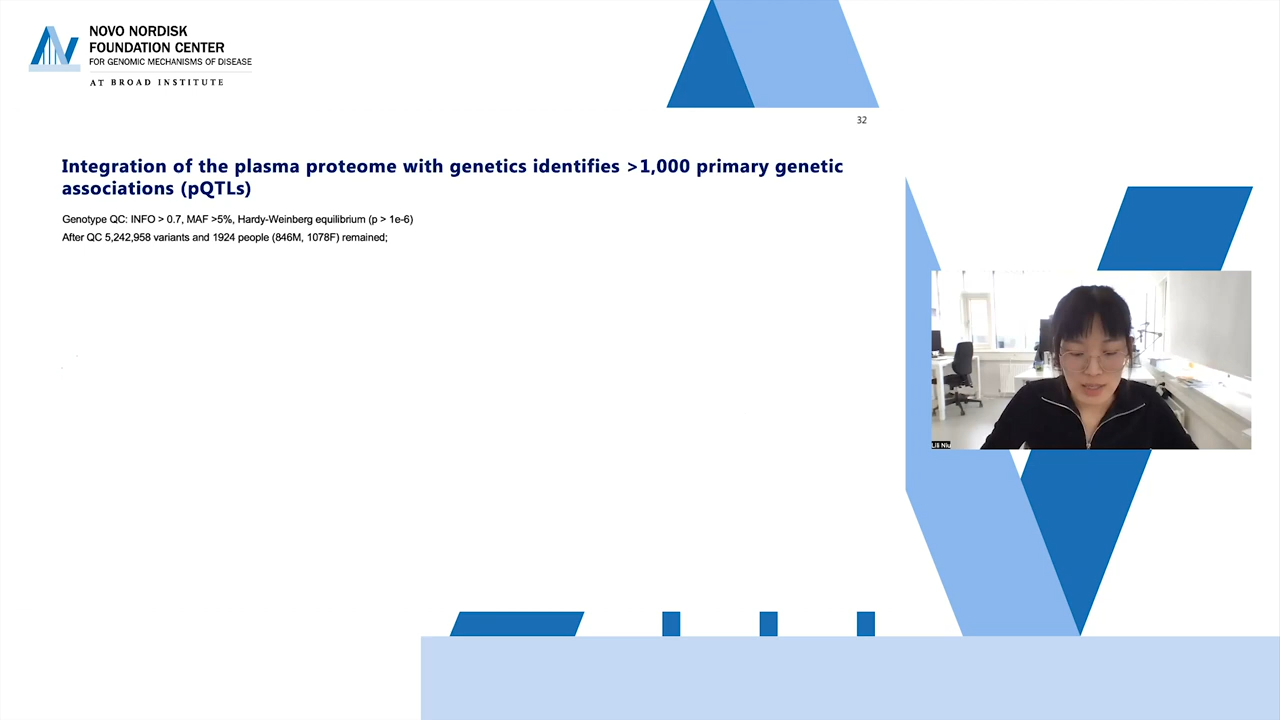 NOVO NORDISK
FOUNDATION CENTER
FOR GENOMIC MECHANISMS OF DISEASE
AT BROAD INSTITUTE
32
Integration of the plasma proteome with genetics identifies >1,000 primary genetic
associations (pQTLs)
Genotype QC: INFO > 0.7, MAF >5%, Hardy-Weinberg equilibrium (p > 1e-6)
After QC 5,242,958 variants and 1924 people (846M, 1078F) remained;
Lili Niu